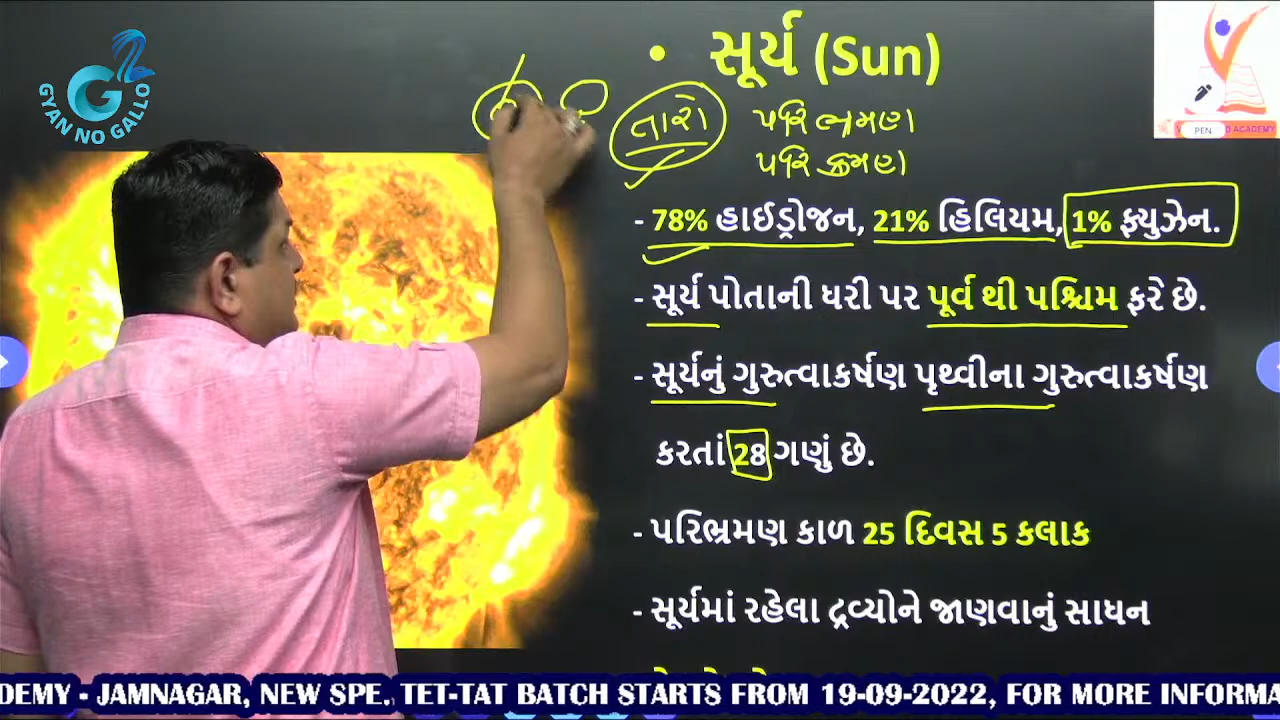 GYAN NO GALLO
• સૂર્ય (Sun)
તારો
પરિભ્રમણ
પરિક્રમણ
PEN
ACADEMY
- 78% હાઈડ્રોજન, 21% હિલિયમ, 1% ફ્યુઝેન.
- સૂર્ય પોતાની ધરી પર પૂર્વ થી પશ્ચિમ ફરે છે.
- સૂર્યનું ગુરુત્વાકર્ષણ પૃથ્વીના ગુરુત્વાકર્ષણ
કરતાં 28 ગણું છે.
- પરિભ્રમણ કાળ 25 દિવસ 5 કલાક
- સૂર્યમાં રહેલા દ્રવ્યોને જાણવાનું સાધન
DEMY - JAMNAGAR, NEW SPE. TET-TAT BATCH STARTS FROM 19-09-2022, FOR MORE INFORMA